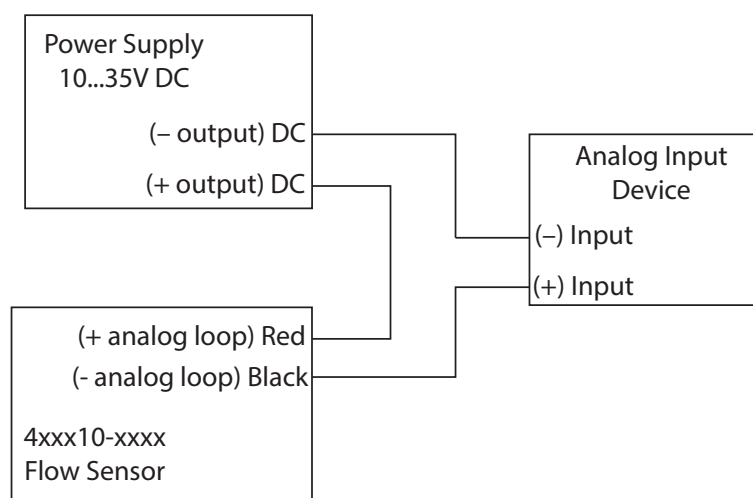 Power Supply
10...35V DC
(– output) DC
(+ output) DC
Analog Input
Device
(–) Input
(+) Input
(+ analog loop) Red
(- analog loop) Black
4xxx10-xxxx
Flow Sensor